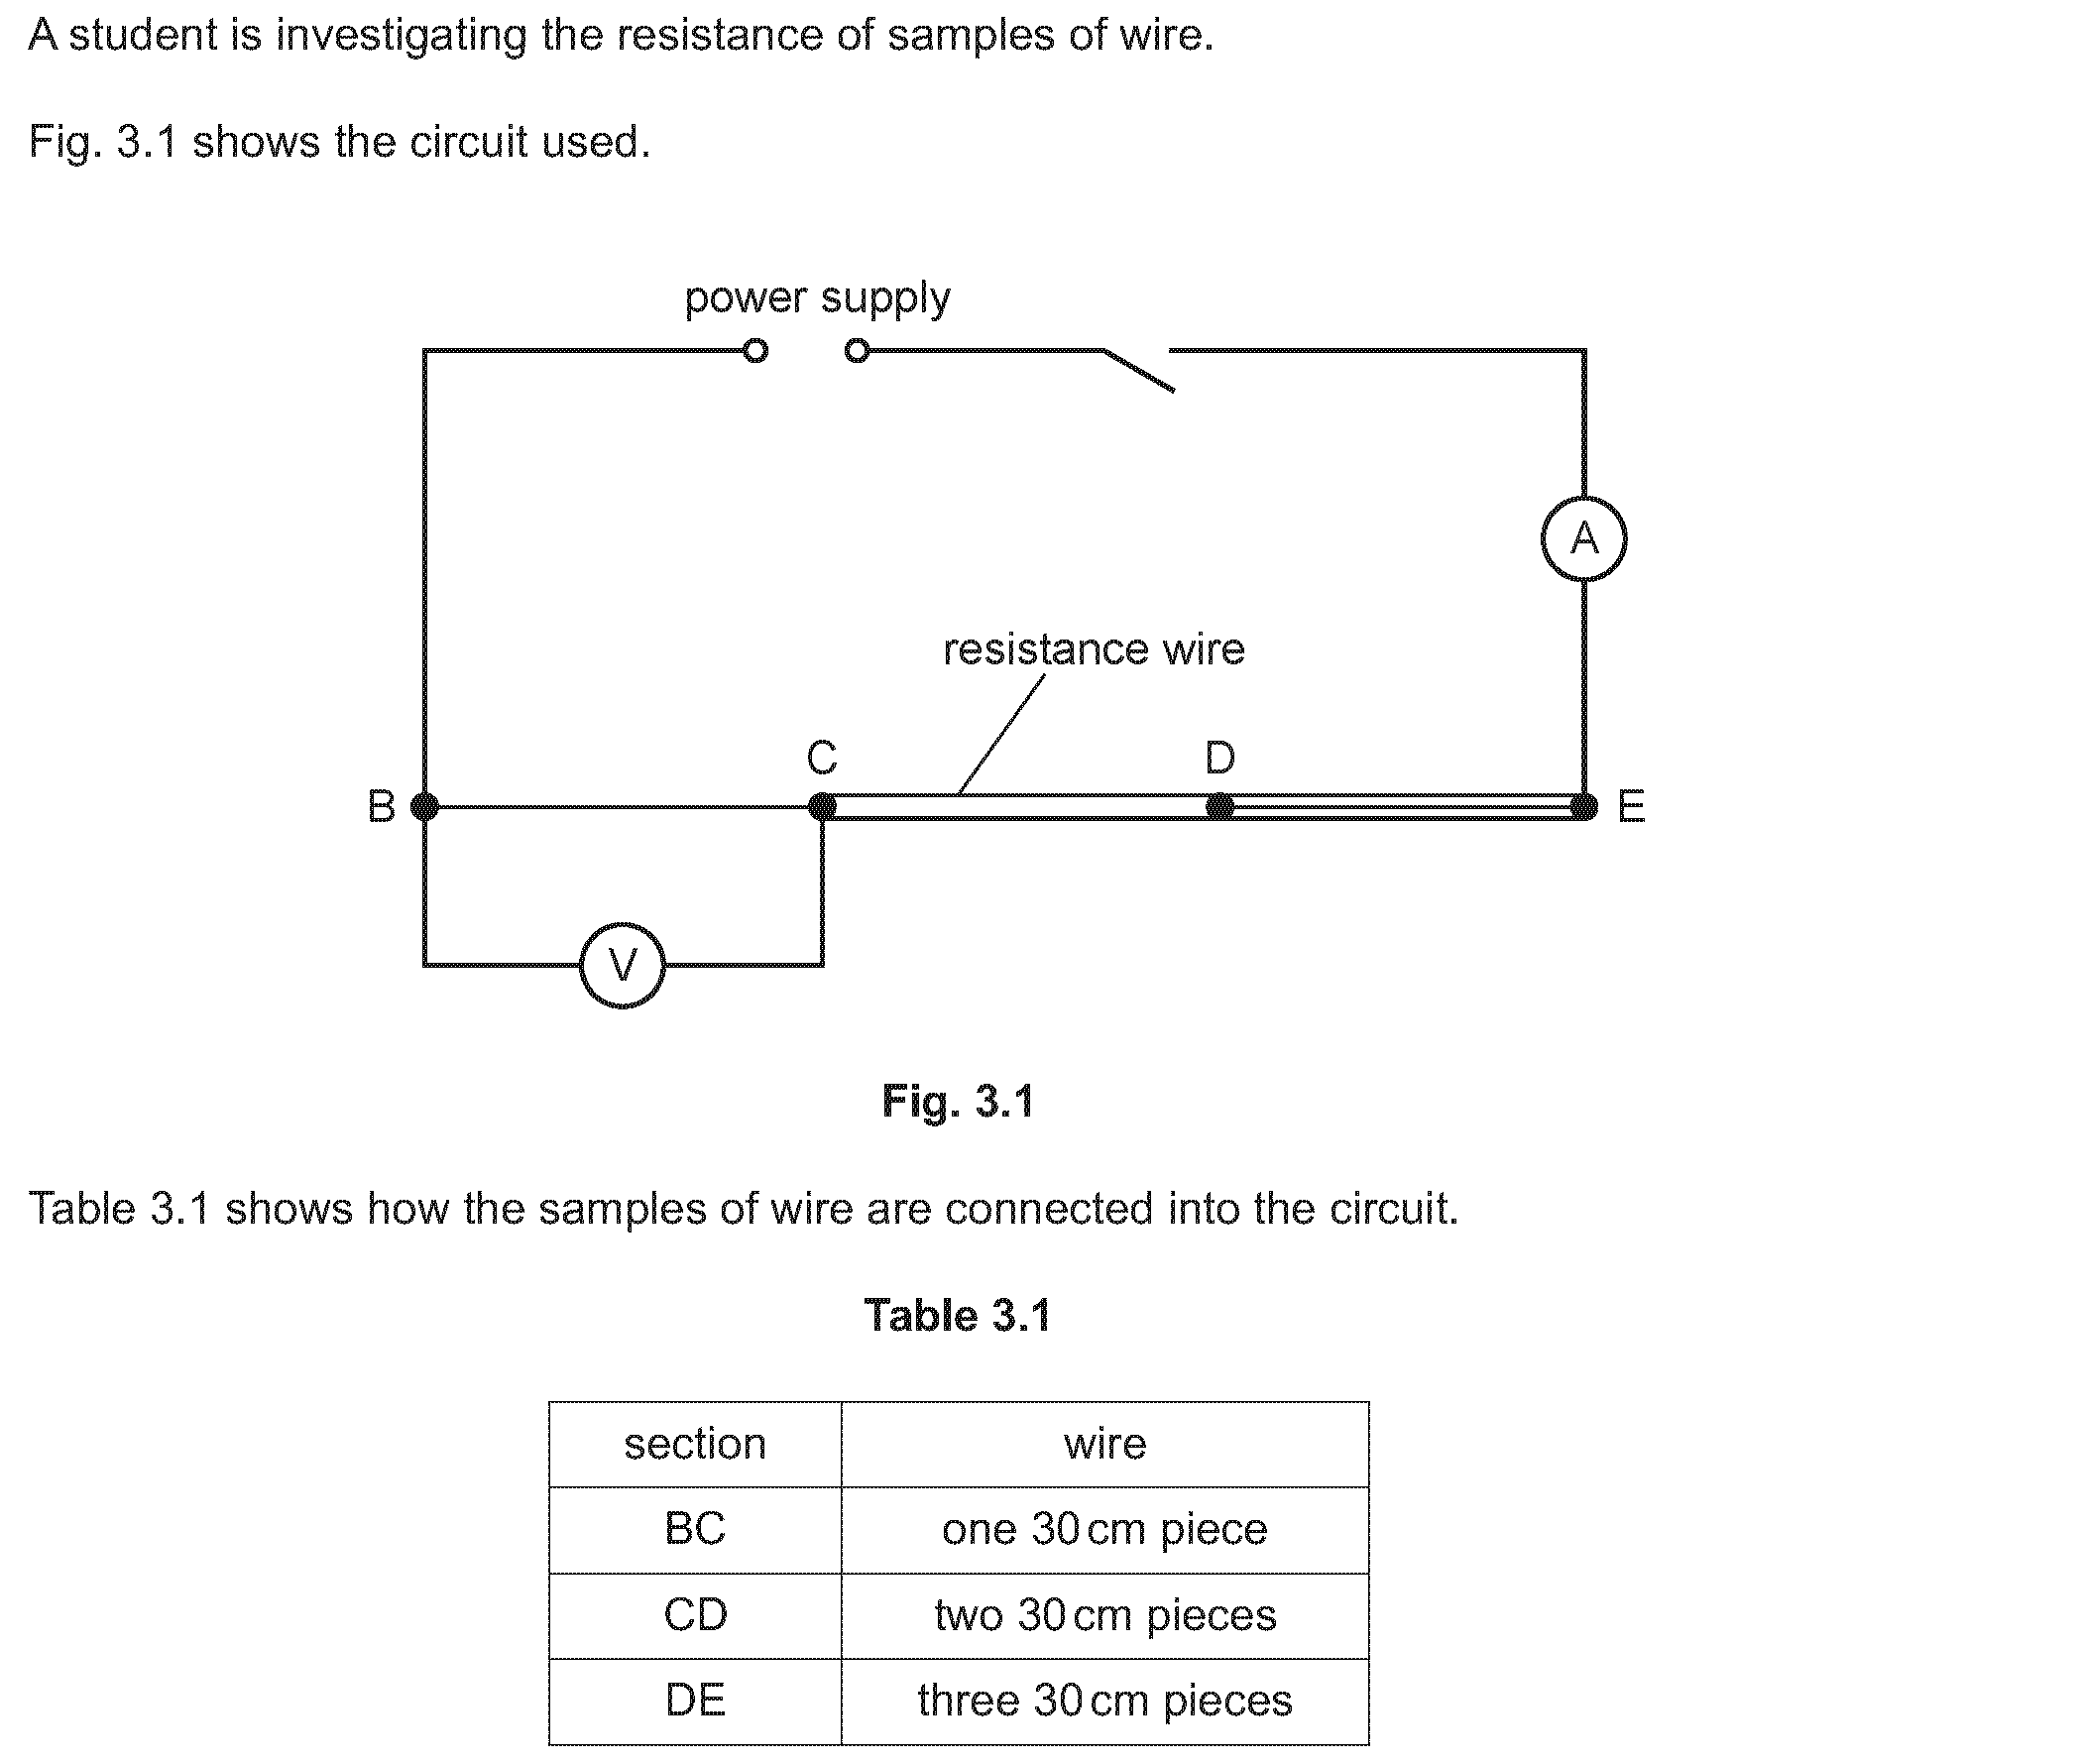 A student is investigating the resistance of samples of wire.
Fig. 3.1 shows the circuit used.
power supply
A
resistance wire
C
D
B
E
V
Fig. 3.1
Table 3.1 shows how the samples of wire are connected into the circuit.
Table 3.1
section wire
BC one 30 cm piece
CD two 30 cm pieces
DE three 30 cm pieces